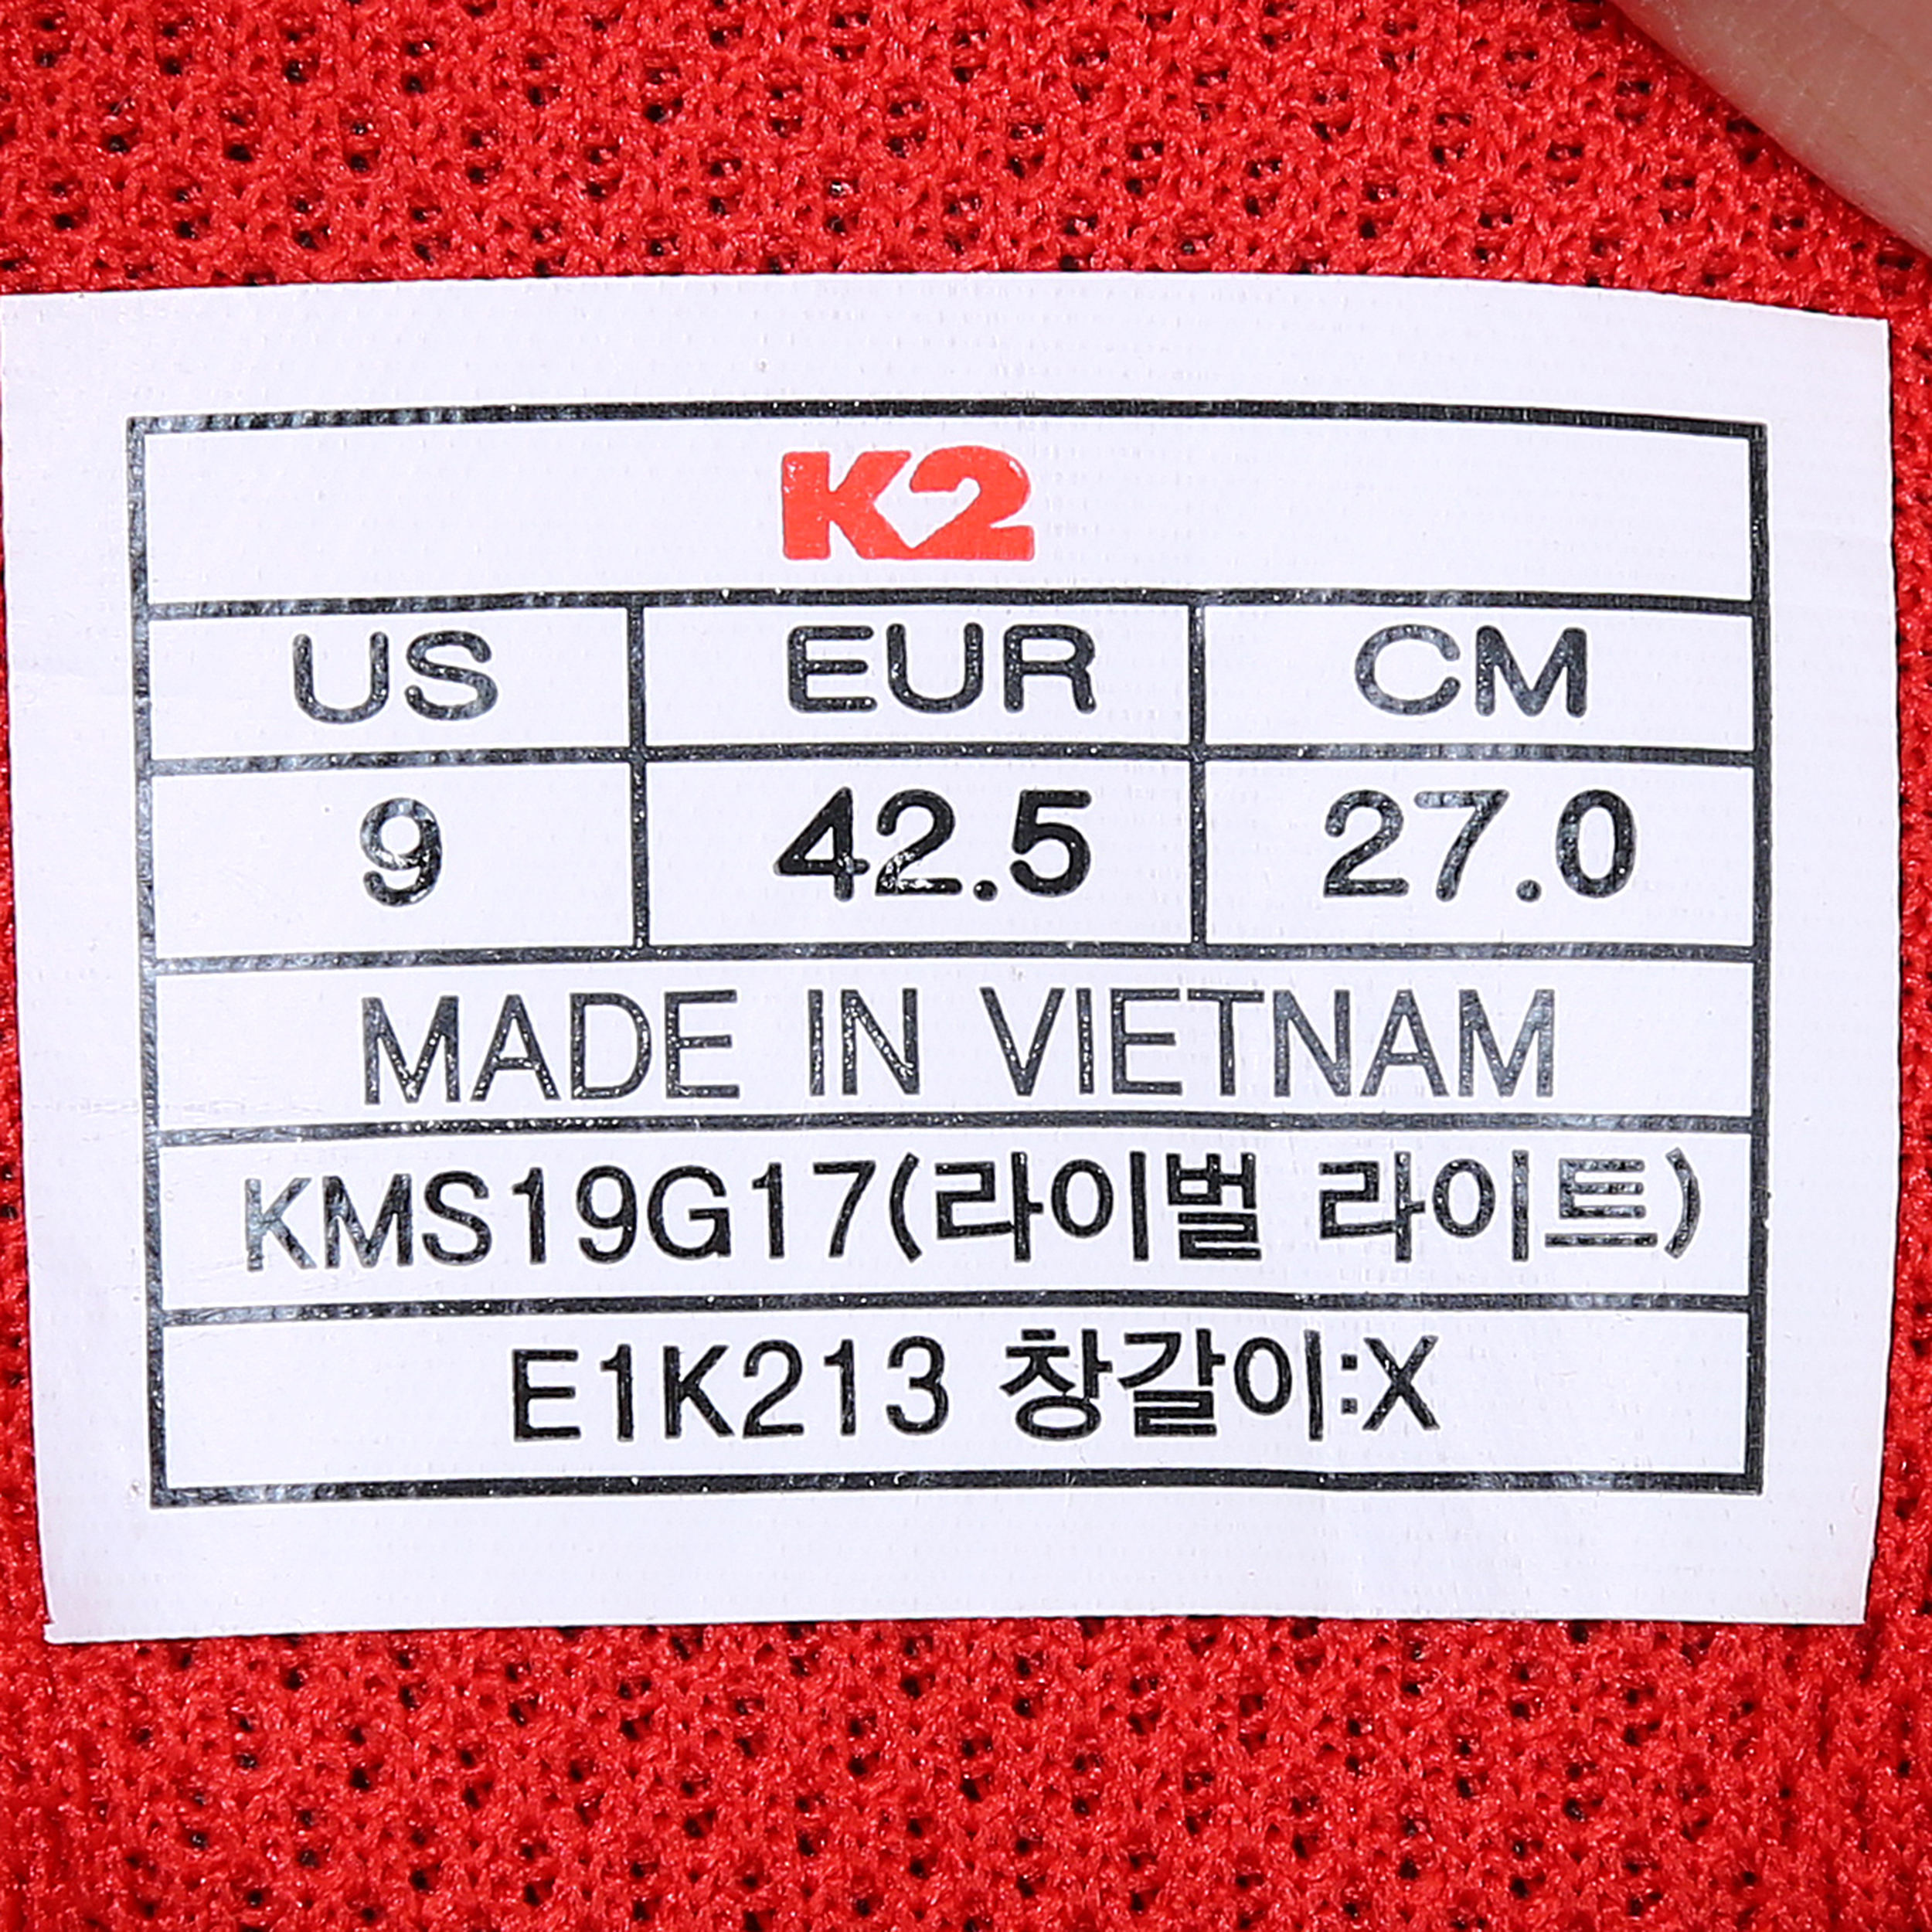 K2
US EUR CM
9 42.5 27.0
MADE IN VIETNAM
KMS19G17(라이벌 라이트)
E1K213 창갈이:X